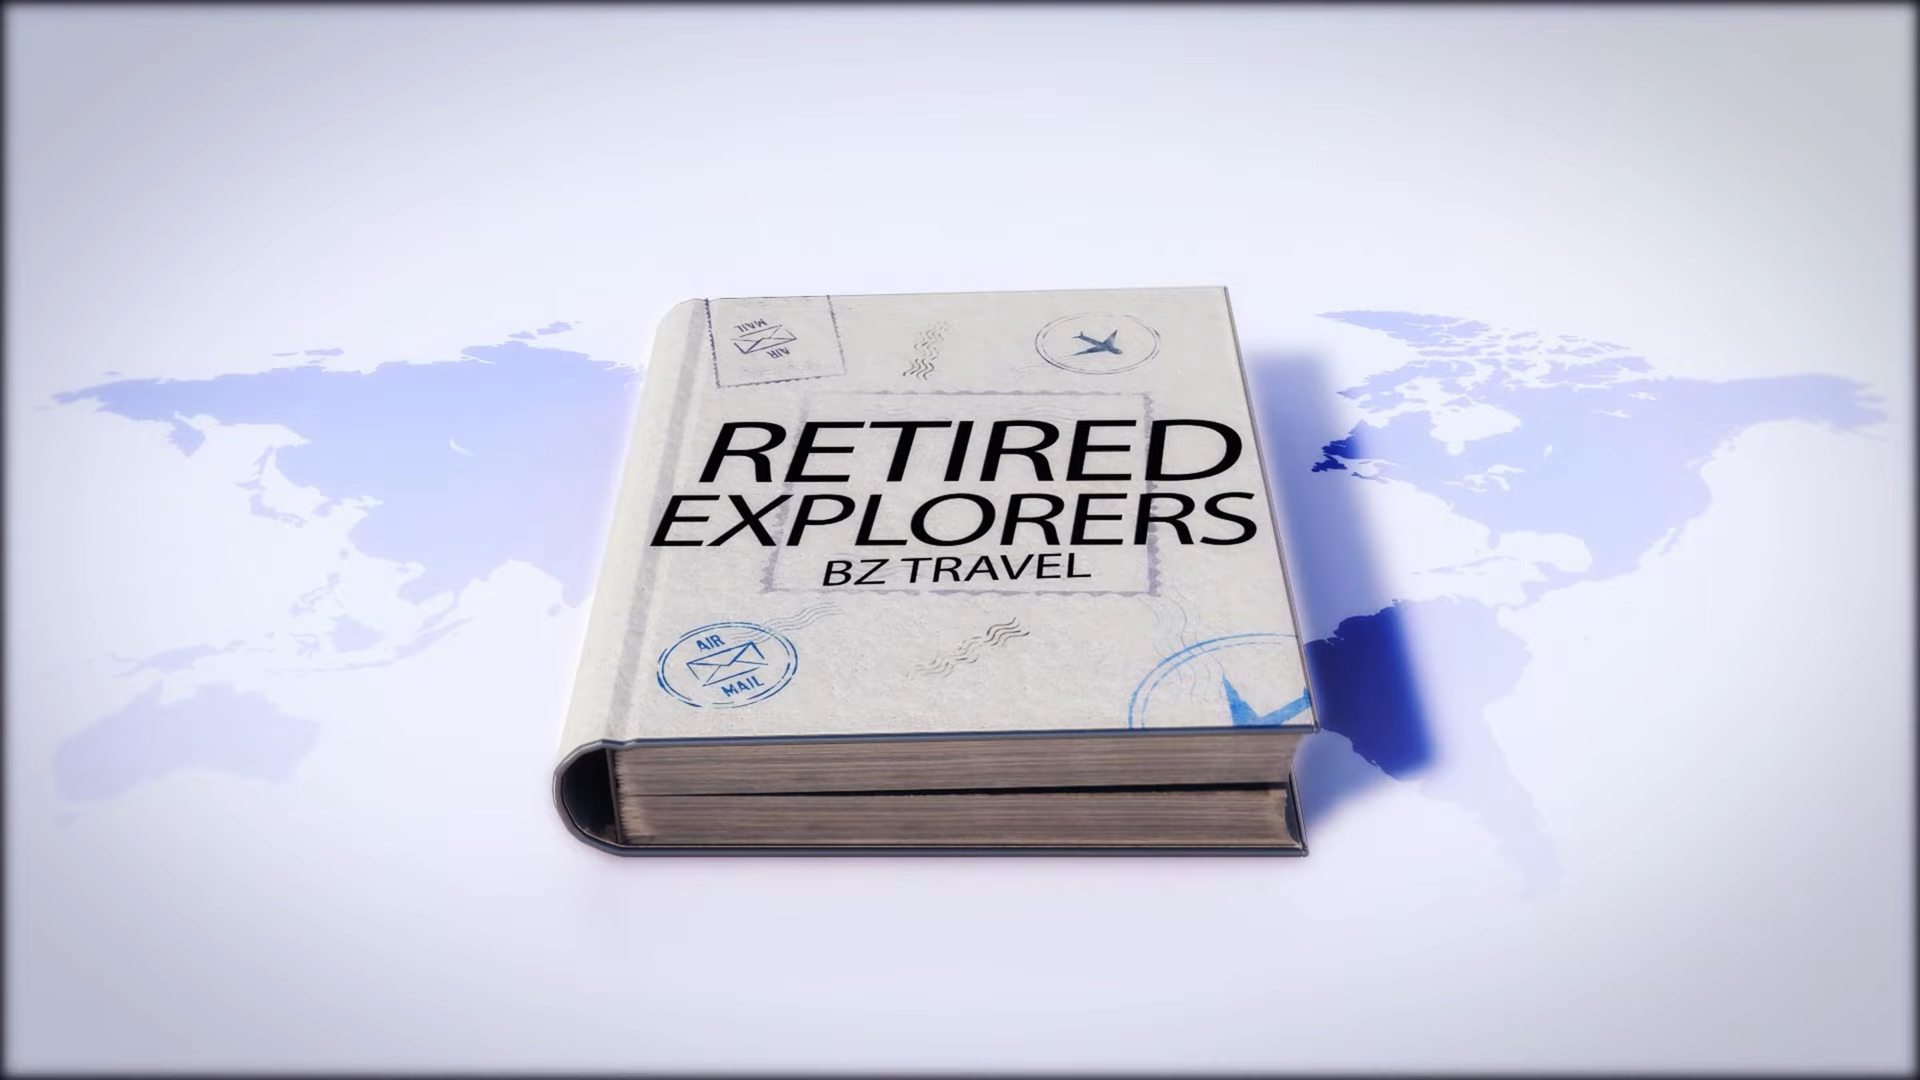 MAIL
AIR
RETIRED
EXPLORERS
BZ TRAVEL
AIR
MAIL